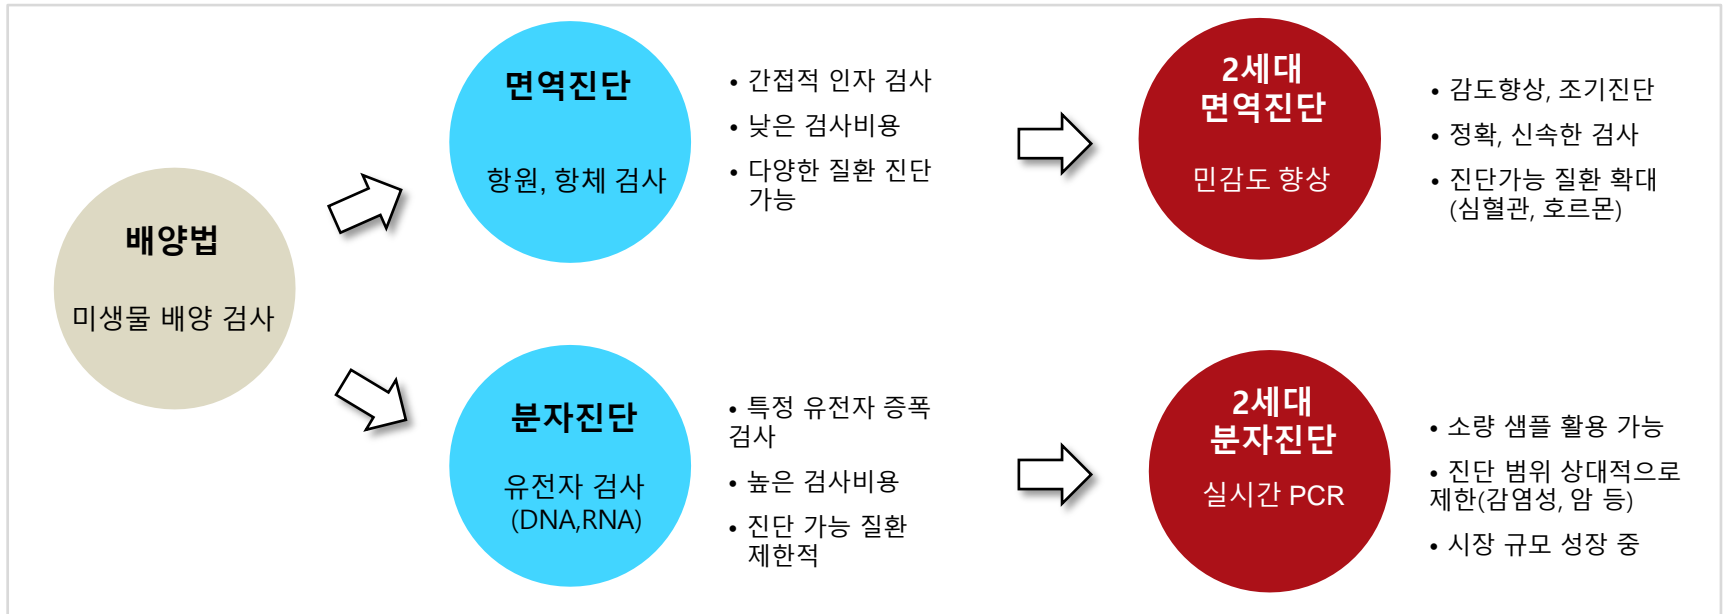 배양법
미생물 배양 검사
면역진단
항원, 항체 검사
• 간접적 인자 검사
• 낮은 검사비용
• 다양한 질환 진단
가능
2세대
면역진단
민감도 향상
• 감도향상, 조기진단
• 정확, 신속한 검사
• 진단가능 질환 확대
(심혈관, 호르몬)
분자진단
유전자 검사
(DNA,RNA)
• 특정 유전자 증폭
검사
• 높은 검사비용
• 진단 가능 질환
제한적
2세대
분자진단
실시간 PCR
• 소량 샘플 활용 가능
• 진단 범위 상대적으로
제한(감염성, 암 등)
• 시장 규모 성장 중